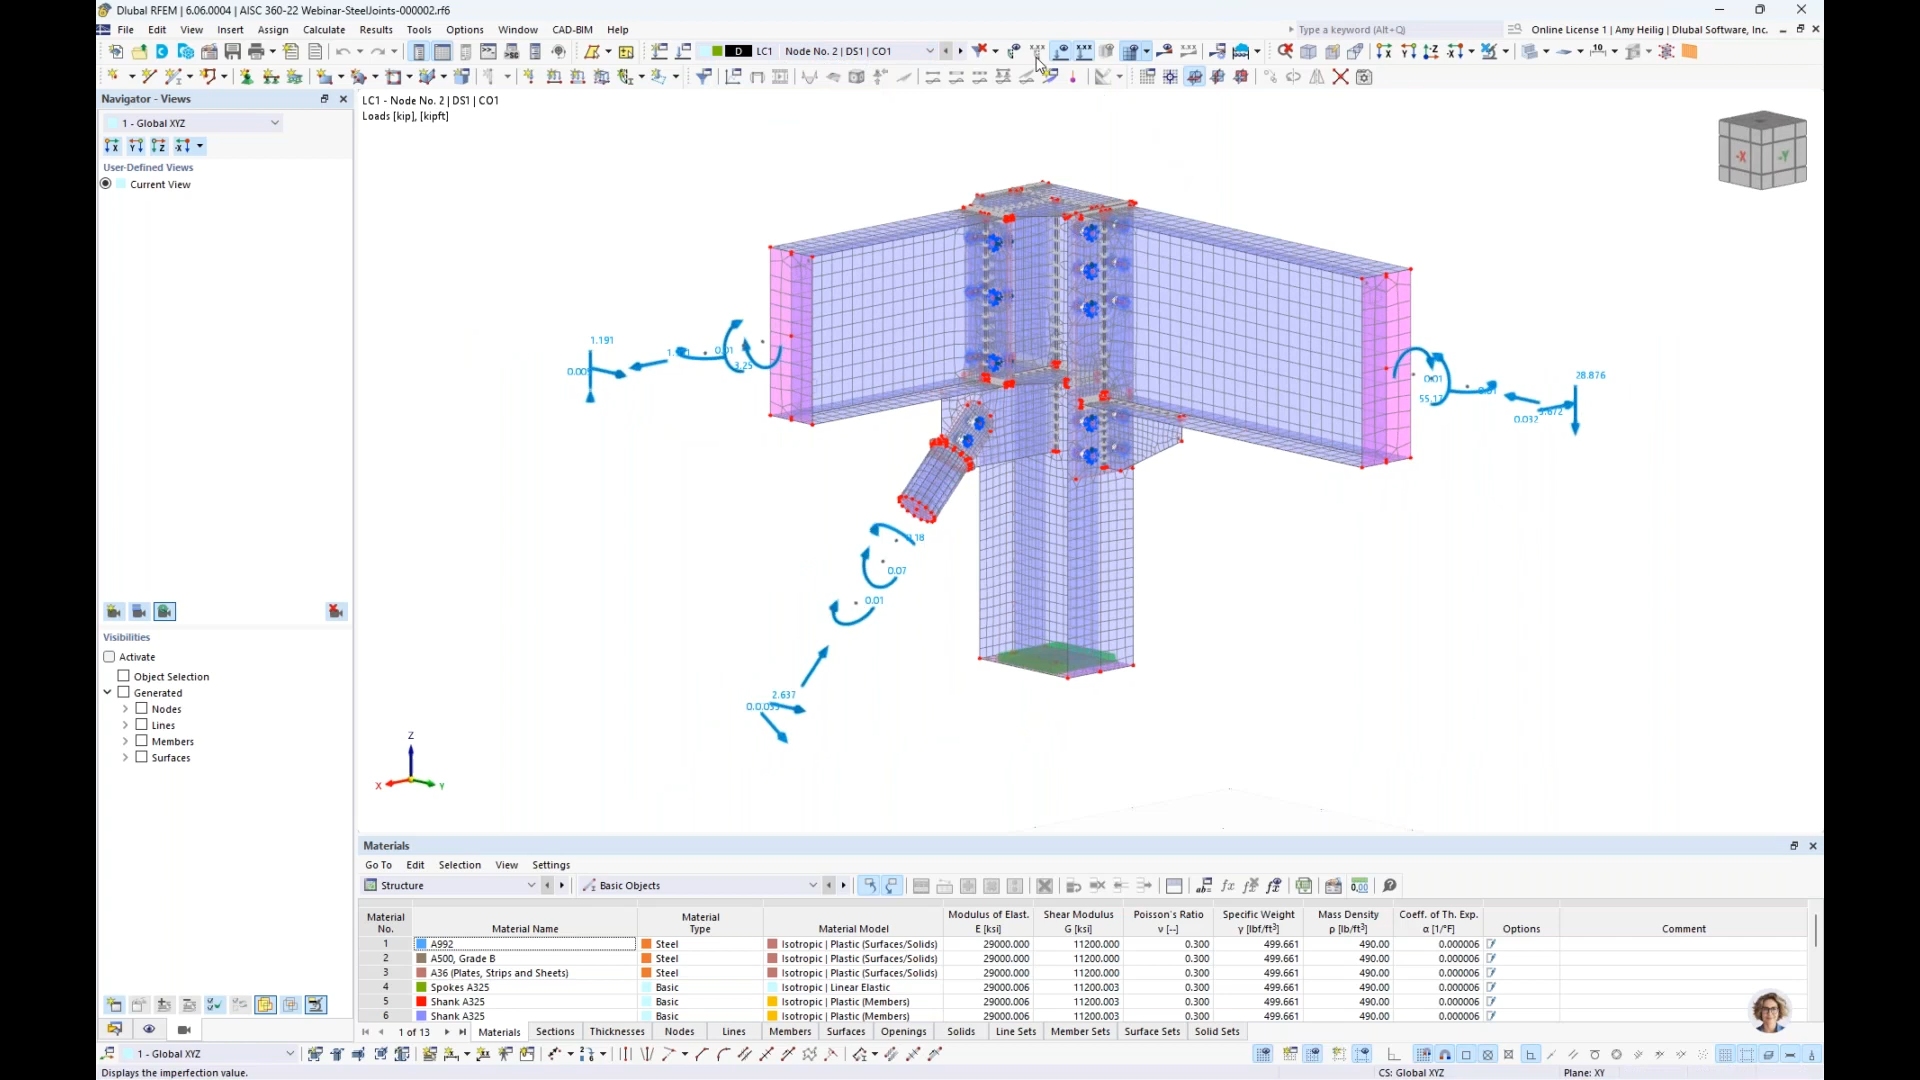 Dlubal RFEM | 6.06.0004 | AISC 360-22 Webinar-SteelJoints-000002.rf6
File Edit View Insert Assign Calculate Results Tools Options Window CAD-BIM Help
Type a keyword (Alt+Q)
Online License 1 | Amy Heilig | Dlubal Software, Inc.
D LC1 Node No. 2 | DS1 | CO1
Navigator - Views
1 - Global XYZ
User-Defined Views
Current View
LC1 - Node No. 2 | DS1 | CO1
Loads [kip], [kipft]
-X -Y
1.191
0.01
3.25
28.876
0.01
0.032
0.07
0.01
2.637
Z
X Y
Visibilities
Activate
Object Selection
Generated
Nodes
Lines
Members
Surfaces
Materials
Go To Edit Selection View Settings
Structure
Basic Objects
Material No. Material Name Material Type Material Model Modulus of Elast. E [ksi] Shear Modulus G [ksi] Poisson's Ratio ν [--] Specific Weight γ [lbf/ft³] Mass Density ρ [lb/ft³] Coeff. of Th. Exp. α [1/°F] Options Comment
1 A992 Steel Isotropic | Plastic (Surfaces/Solids) 29000.000 11200.000 0.300 499.661 490.00 0.000006
2 A500, Grade B Steel Isotropic | Plastic (Surfaces/Solids) 29000.000 11200.000 0.300 499.661 490.00 0.000006
3 A36 (Plates, Strips and Sheets) Steel Isotropic | Plastic (Surfaces/Solids) 29000.000 11200.000 0.300 499.661 490.00 0.000006
4 Spokes A325 Basic Isotropic | Linear Elastic 29000.006 11200.003 0.300 499.661 490.00 0.000006
5 Shank A325 Basic Isotropic | Plastic (Members) 29000.006 11200.003 0.300 499.661 490.00 0.000006
6 Shank A325 Basic Isotropic | Plastic (Members) 29000.006 11200.003 0.300 499.661 490.00 0.000006
1 of 13 Materials Sections Thicknesses Nodes Lines Members Surfaces Openings Solids Line Sets Member Sets Surface Sets Solid Sets
1 - Global XYZ
Displays the imperfection value.
CS: Global XYZ
Plane: XY